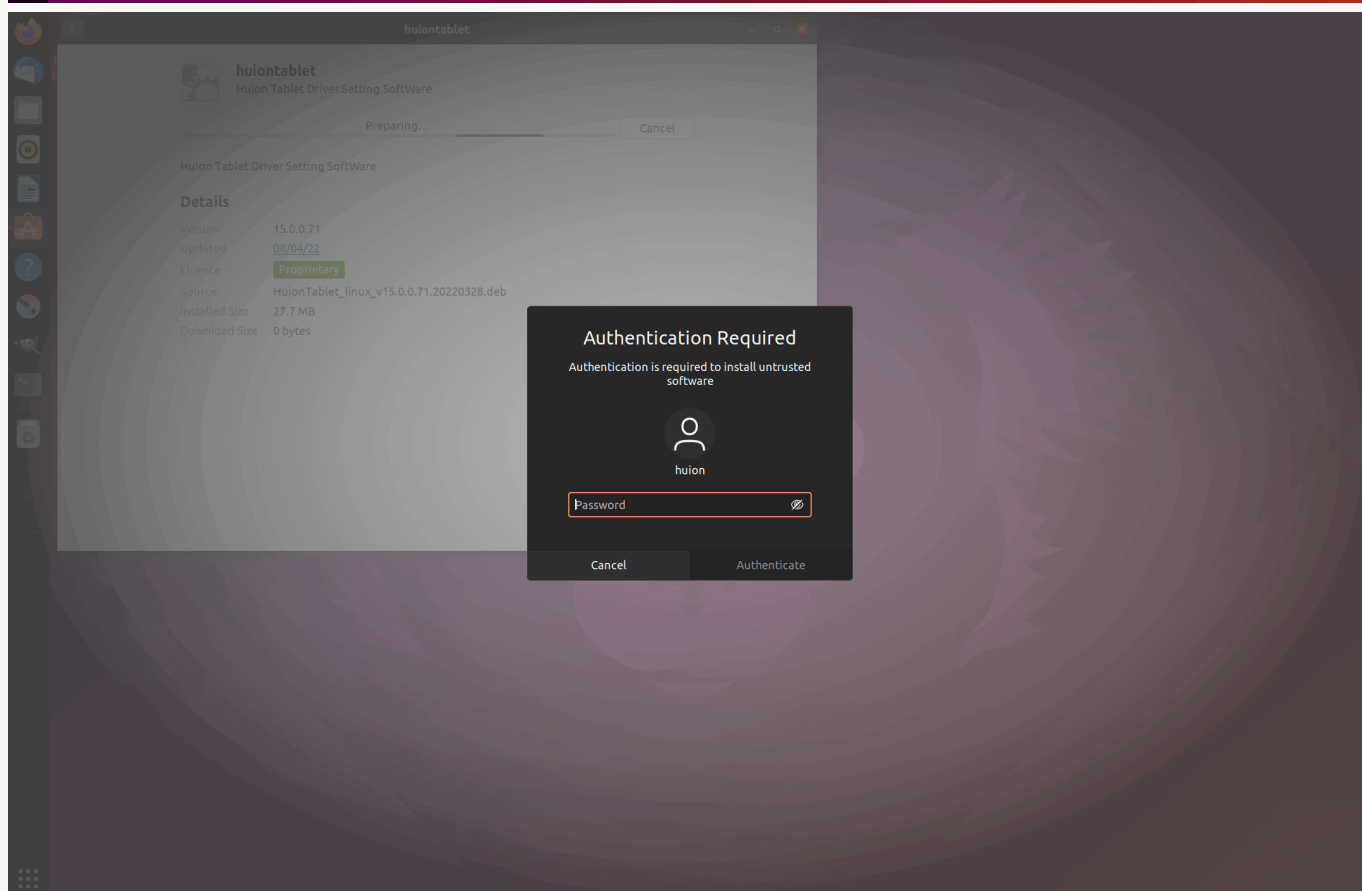 huiontablet
huiontablet
Huion Tablet Driver Setting SoftWare
Preparing...
Cancel
Huion Tablet Driver Setting SoftWare
Details
Version 15.0.0.71
Updated 08/04/22
Licence Proprietary
Source HuionTablet_linux_v15.0.0.71.20220328.deb
Installed Size 27.7 MB
Download Size 0 bytes
Authentication Required
Authentication is required to install untrusted
software
huion
Password
Cancel
Authenticate